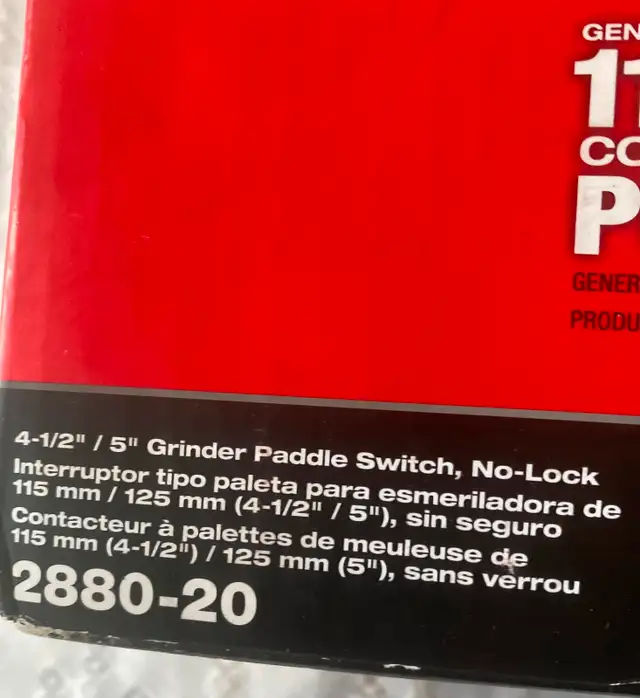 4-1/2" / 5" Grinder Paddle Switch, No-Lock
Interruptor tipo paleta para esmeriladora de
115 mm / 125 mm (4-1/2" / 5"), sin seguro
Contacteur à palettes de meuleuse de
115 mm (4-1/2") / 125 mm (5"), sans verrou
2880-20